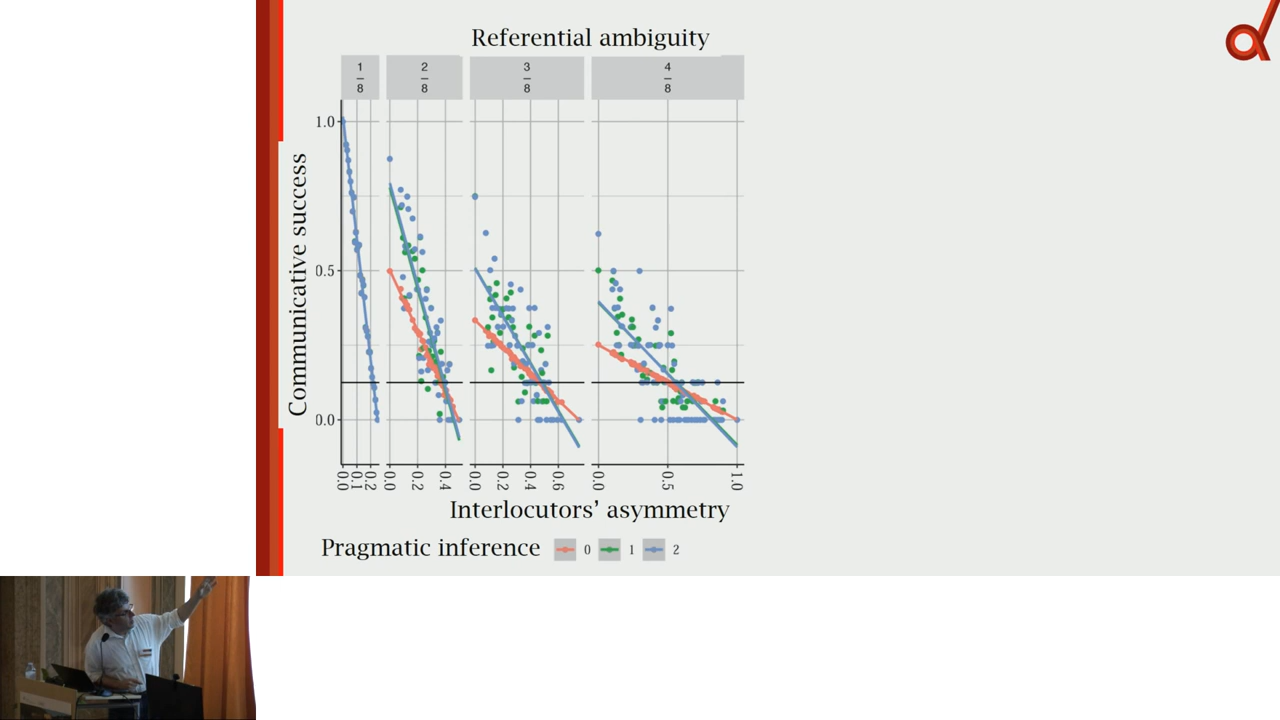 Referential ambiguity
1/8 2/8 3/8 4/8
Communicative success
1.0
0.5
0.0
0.0 0.1 0.2 0.0 0.2 0.4 0.0 0.2 0.4 0.6 0.0 0.5 1.0
Interlocutors’ asymmetry
Pragmatic inference 0 1 2